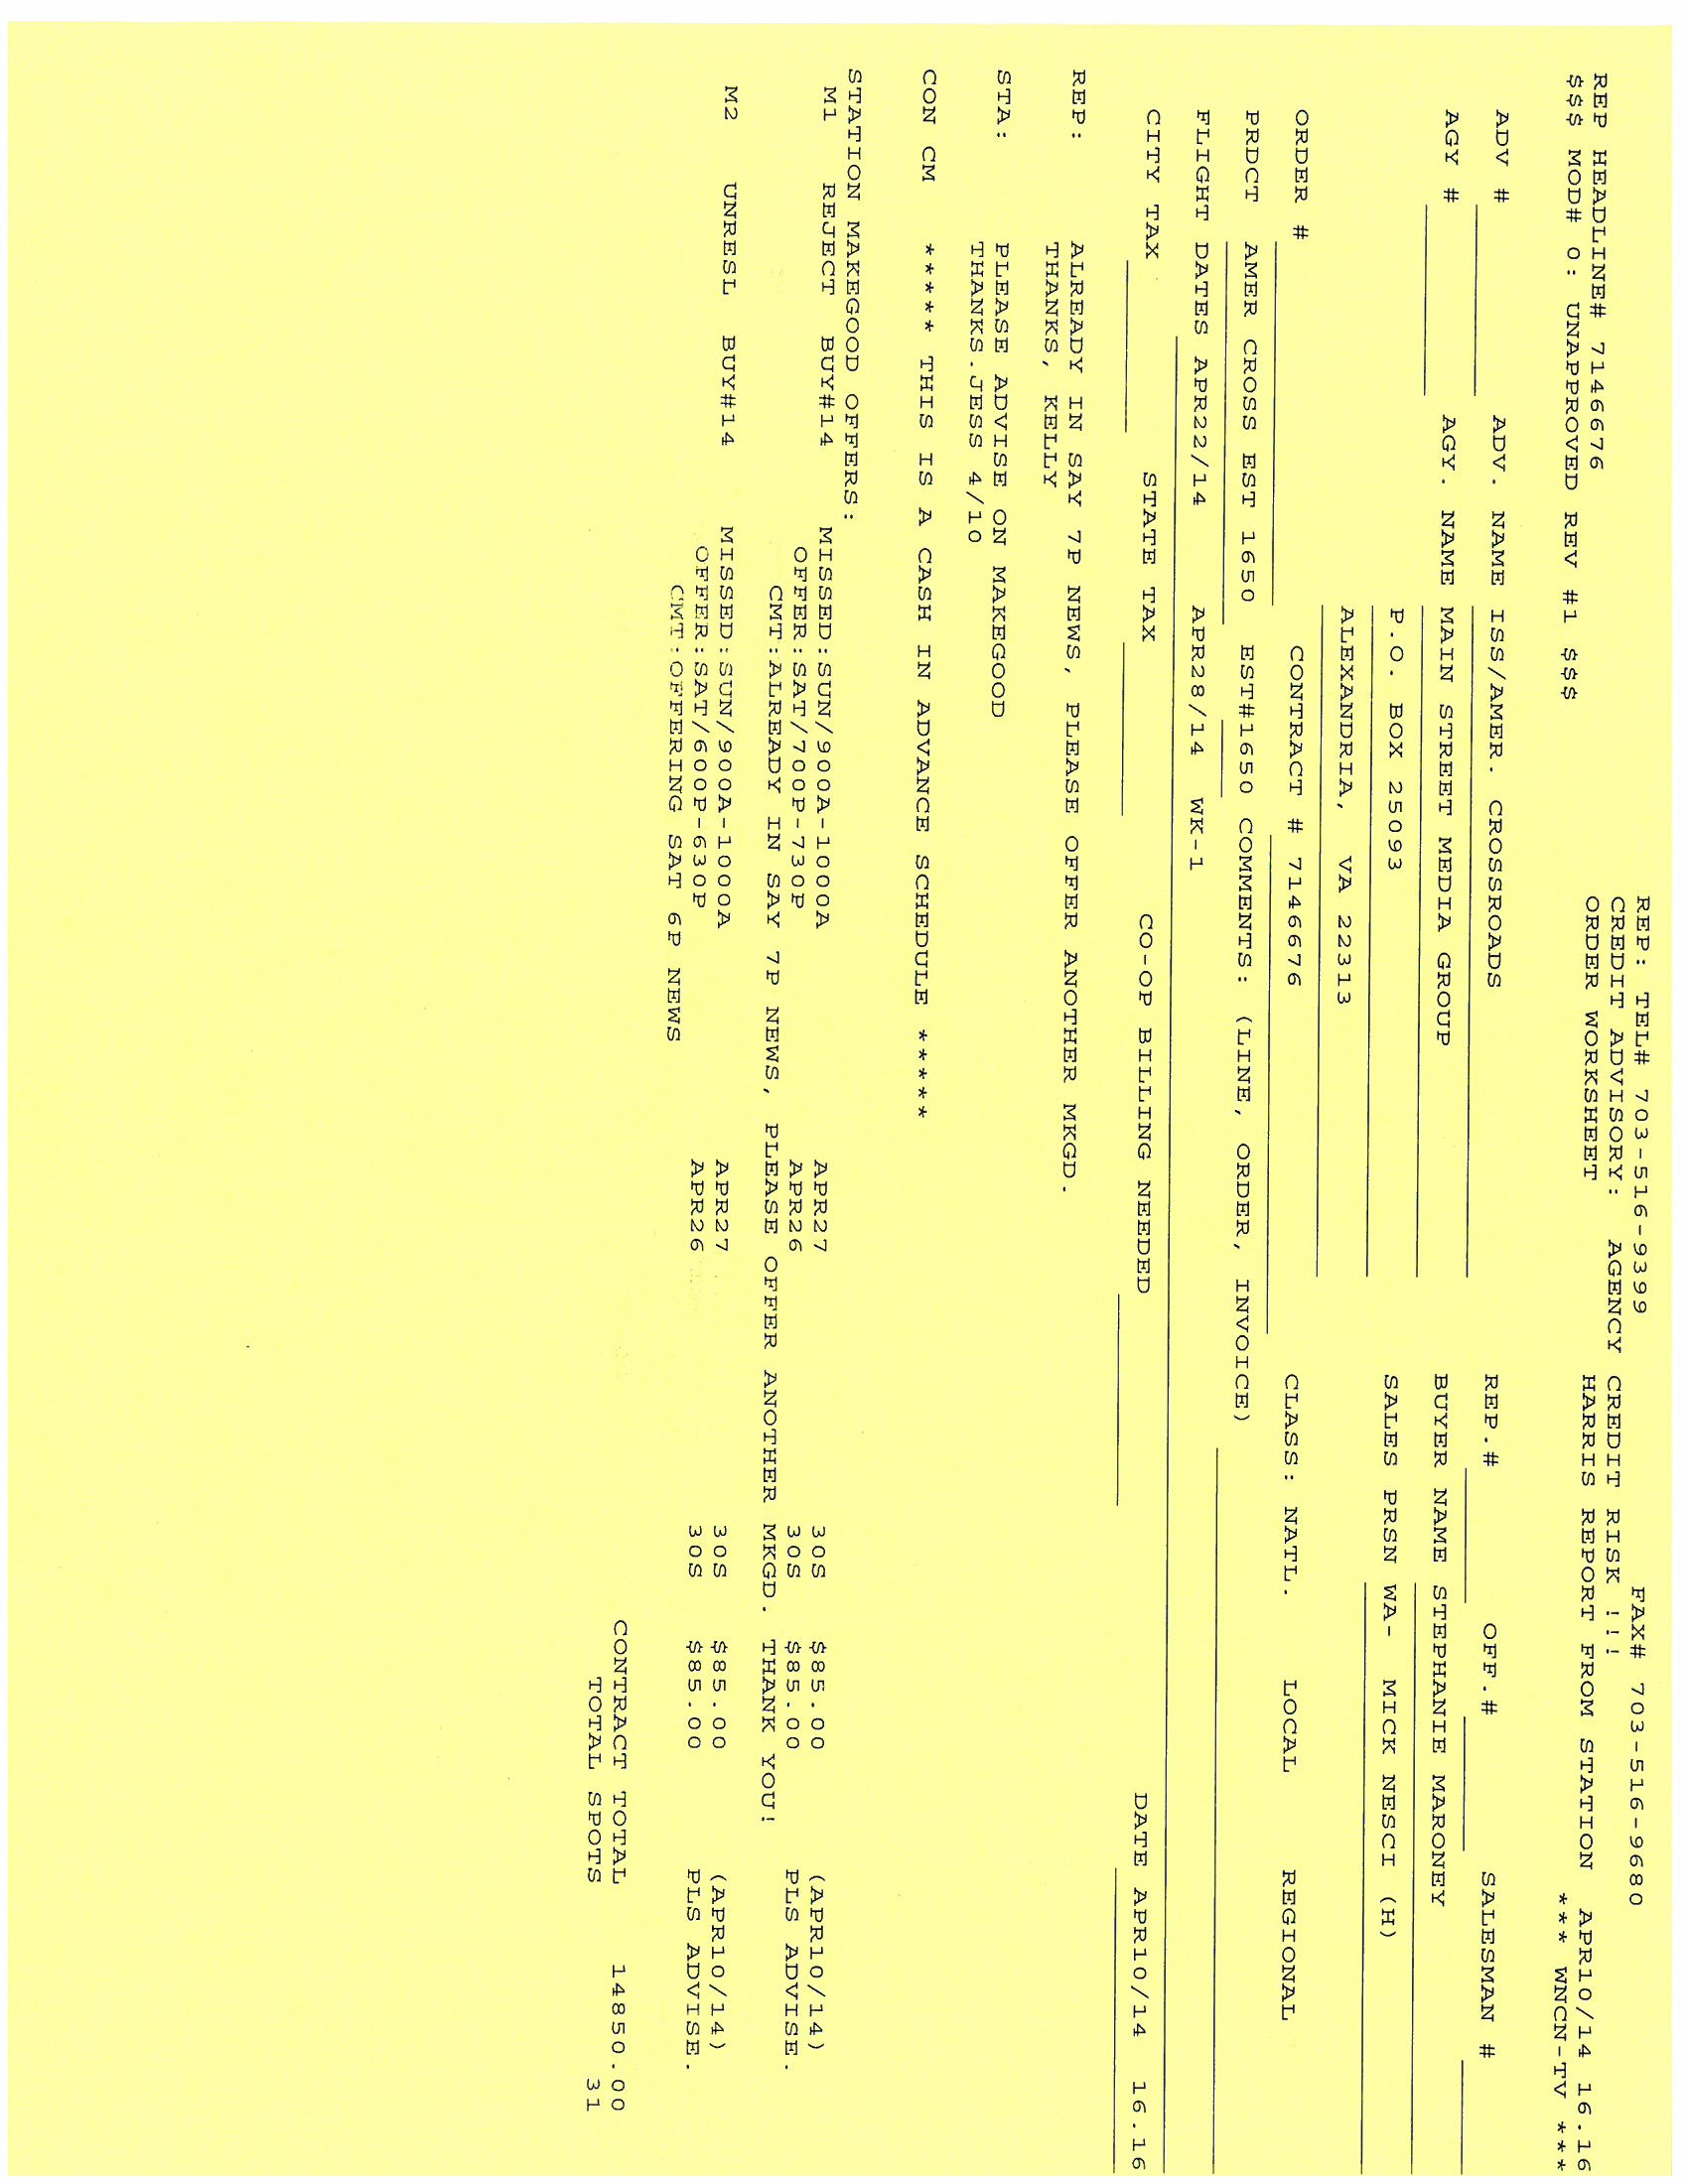 REP: TEL# 703-516-9399 FAX# 703-516-9680
CREDIT ADVISORY: AGENCY CREDIT RISK !!!
ORDER WORKSHEET HARRIS REPORT FROM STATION APR10/14 16.16
REP HEADLINE# 7146676 *** WNCN-TV ***
$$$ MOD# 0: UNAPPROVED REV #1 $$$
ADV # ADV. NAME ISS/AMER. CROSSROADS REP.# OFF.# SALESMAN #
AGY # AGY. NAME MAIN STREET MEDIA GROUP BUYER NAME STEPHANIE MARONEY
P.O. BOX 25093 SALES PRSN WA- MICK NESCI (H)
ALEXANDRIA, VA 22313
ORDER # CONTRACT # 7146676 CLASS: NATL. LOCAL REGIONAL
PRDCT AMER CROSS EST 1650 EST#1650 COMMENTS: (LINE, ORDER, INVOICE)
FLIGHT DATES APR22/14 APR28/14 WK-1
CITY TAX STATE TAX CO-OP BILLING NEEDED DATE APR10/14 16.16
REP: ALREADY IN SAY 7P NEWS, PLEASE OFFER ANOTHER MKGD.
THANKS, KELLY
STA: PLEASE ADVISE ON MAKEGOOD
THANKS.JESS 4/10
CON CM ***** THIS IS A CASH IN ADVANCE SCHEDULE *****
STATION MAKEGOOD OFFERS:
M1 REJECT BUY#14 MISSED:SUN/900A-1000A APR27 30S $85.00 (APR10/14)
OFFER:SAT/700P-730P APR26 30S $85.00 PLS ADVISE.
CMT:ALREADY IN SAY 7P NEWS, PLEASE OFFER ANOTHER MKGD. THANK YOU!
M2 UNRESL BUY#14 MISSED:SUN/900A-1000A APR27 30S $85.00 (APR10/14)
OFFER:SAT/600P-630P APR26 30S $85.00 PLS ADVISE.
CMT:OFFERING SAT 6P NEWS
CONTRACT TOTAL 14850.00
TOTAL SPOTS 31